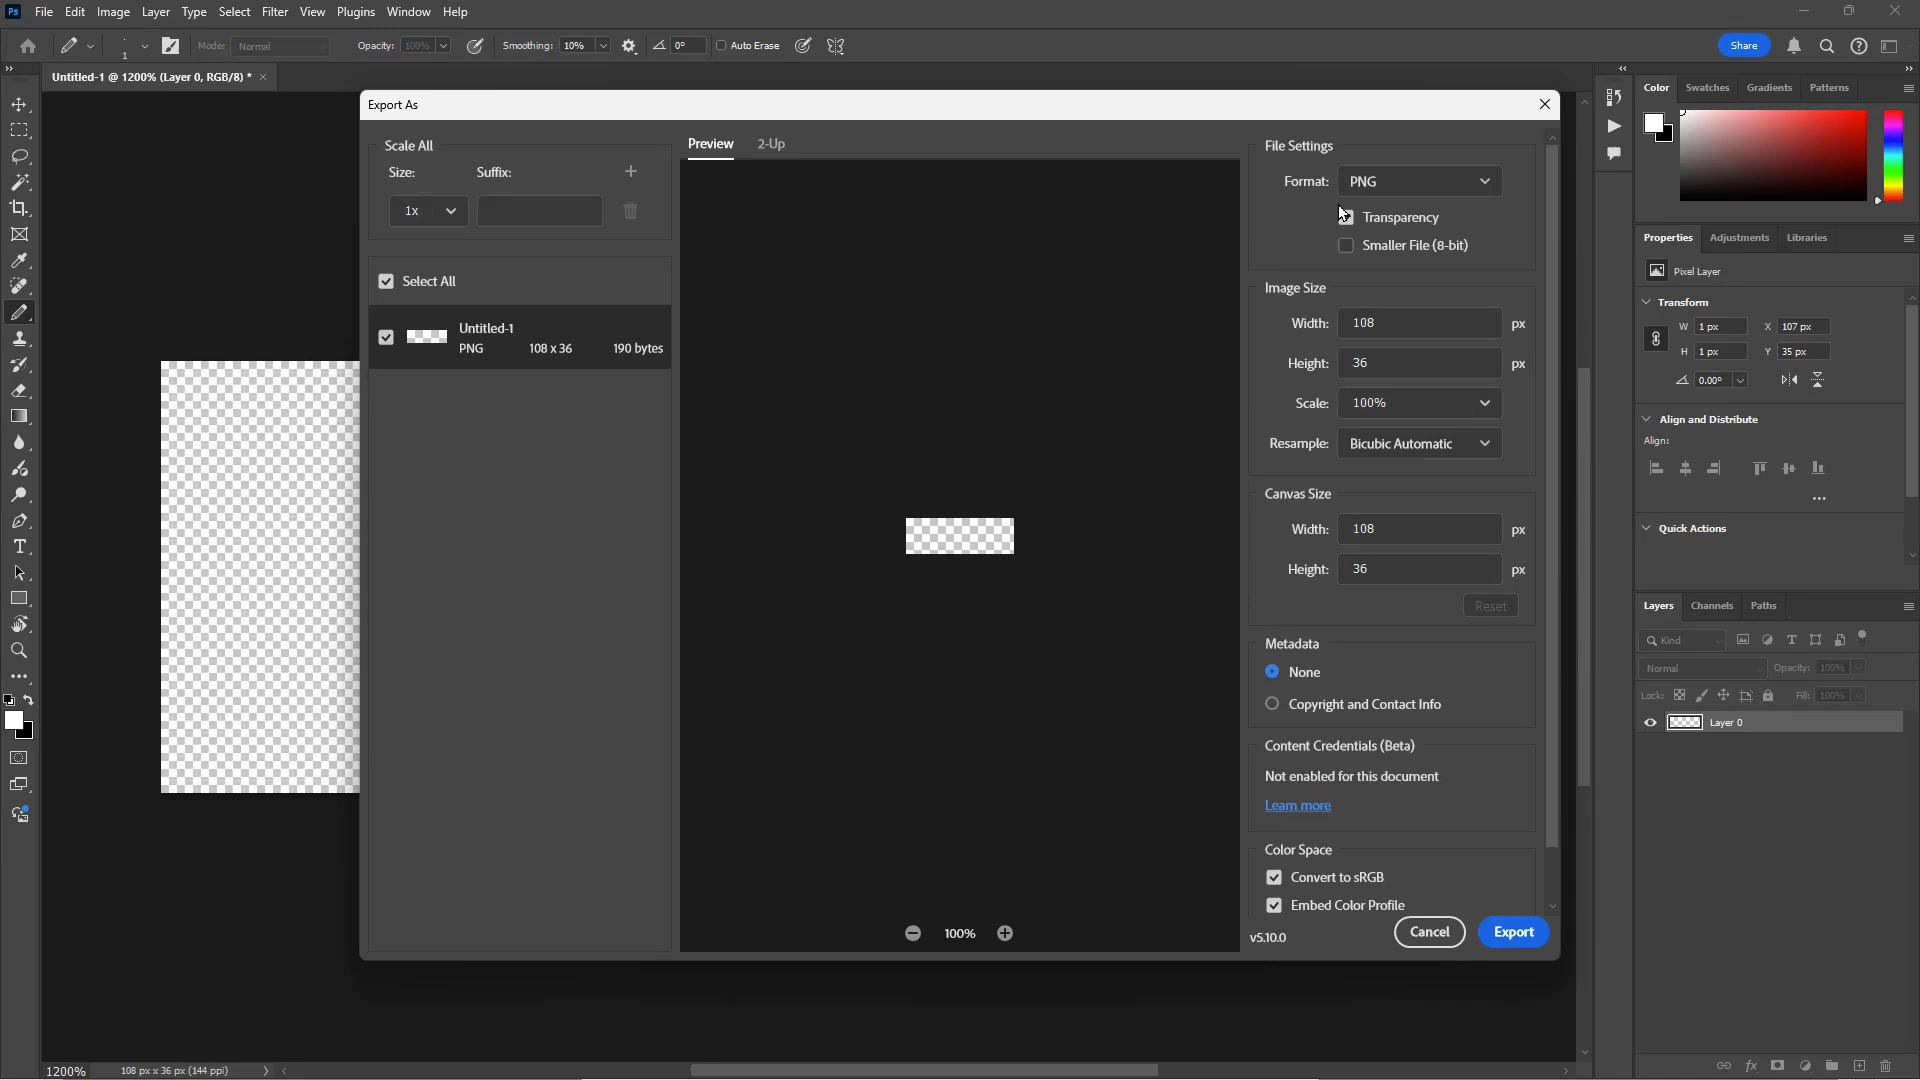 Ps File Edit Image Layer Type Select Filter View Plugins Window Help
1 Mode: Normal Opacity: 100% Smoothing: 10% 0° Auto Erase Share
Untitled-1 @ 1200% (Layer 0, RGB/8) *
Export As
Scale All
Size: Suffix:
1x
Select All
Untitled-1
PNG 108 x 36 190 bytes
Preview 2-Up
100%
File Settings
Format: PNG
Transparency
Smaller File (8-bit)
Image Size
Width: 108 px
Height: 36 px
Scale: 100%
Resample: Bicubic Automatic
Canvas Size
Width: 108 px
Height: 36 px
Reset
Metadata
None
Copyright and Contact Info
Content Credentials (Beta)
Not enabled for this document
Learn more
Color Space
Convert to sRGB
Embed Color Profile
v5.10.0 Cancel Export
Color Swatches Gradients Patterns
Properties Adjustments Libraries
Pixel Layer
Transform
W 1 px X 107 px
H 1 px Y 35 px
0.00°
Align and Distribute
Align:
Quick Actions
Layers Channels Paths
Kind
Normal Opacity: 100%
Lock: Fill: 100%
Layer 0
1200% 108 px x 36 px (144 ppi)